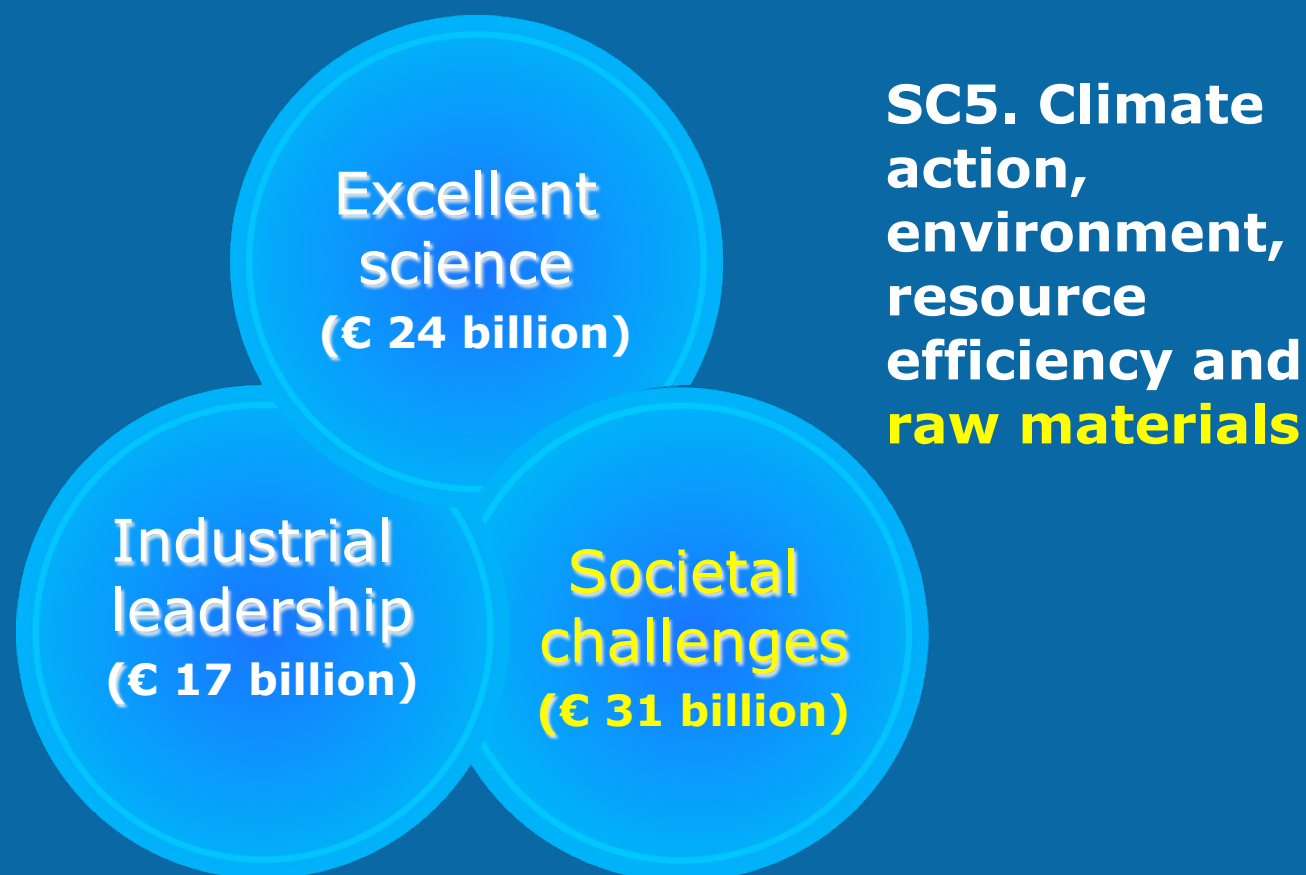 Excellent
science
(€ 24 billion)
Industrial
leadership
(€ 17 billion)
Societal
challenges
(€ 31 billion)
SC5. Climate
action,
environment,
resource
efficiency and
raw materials